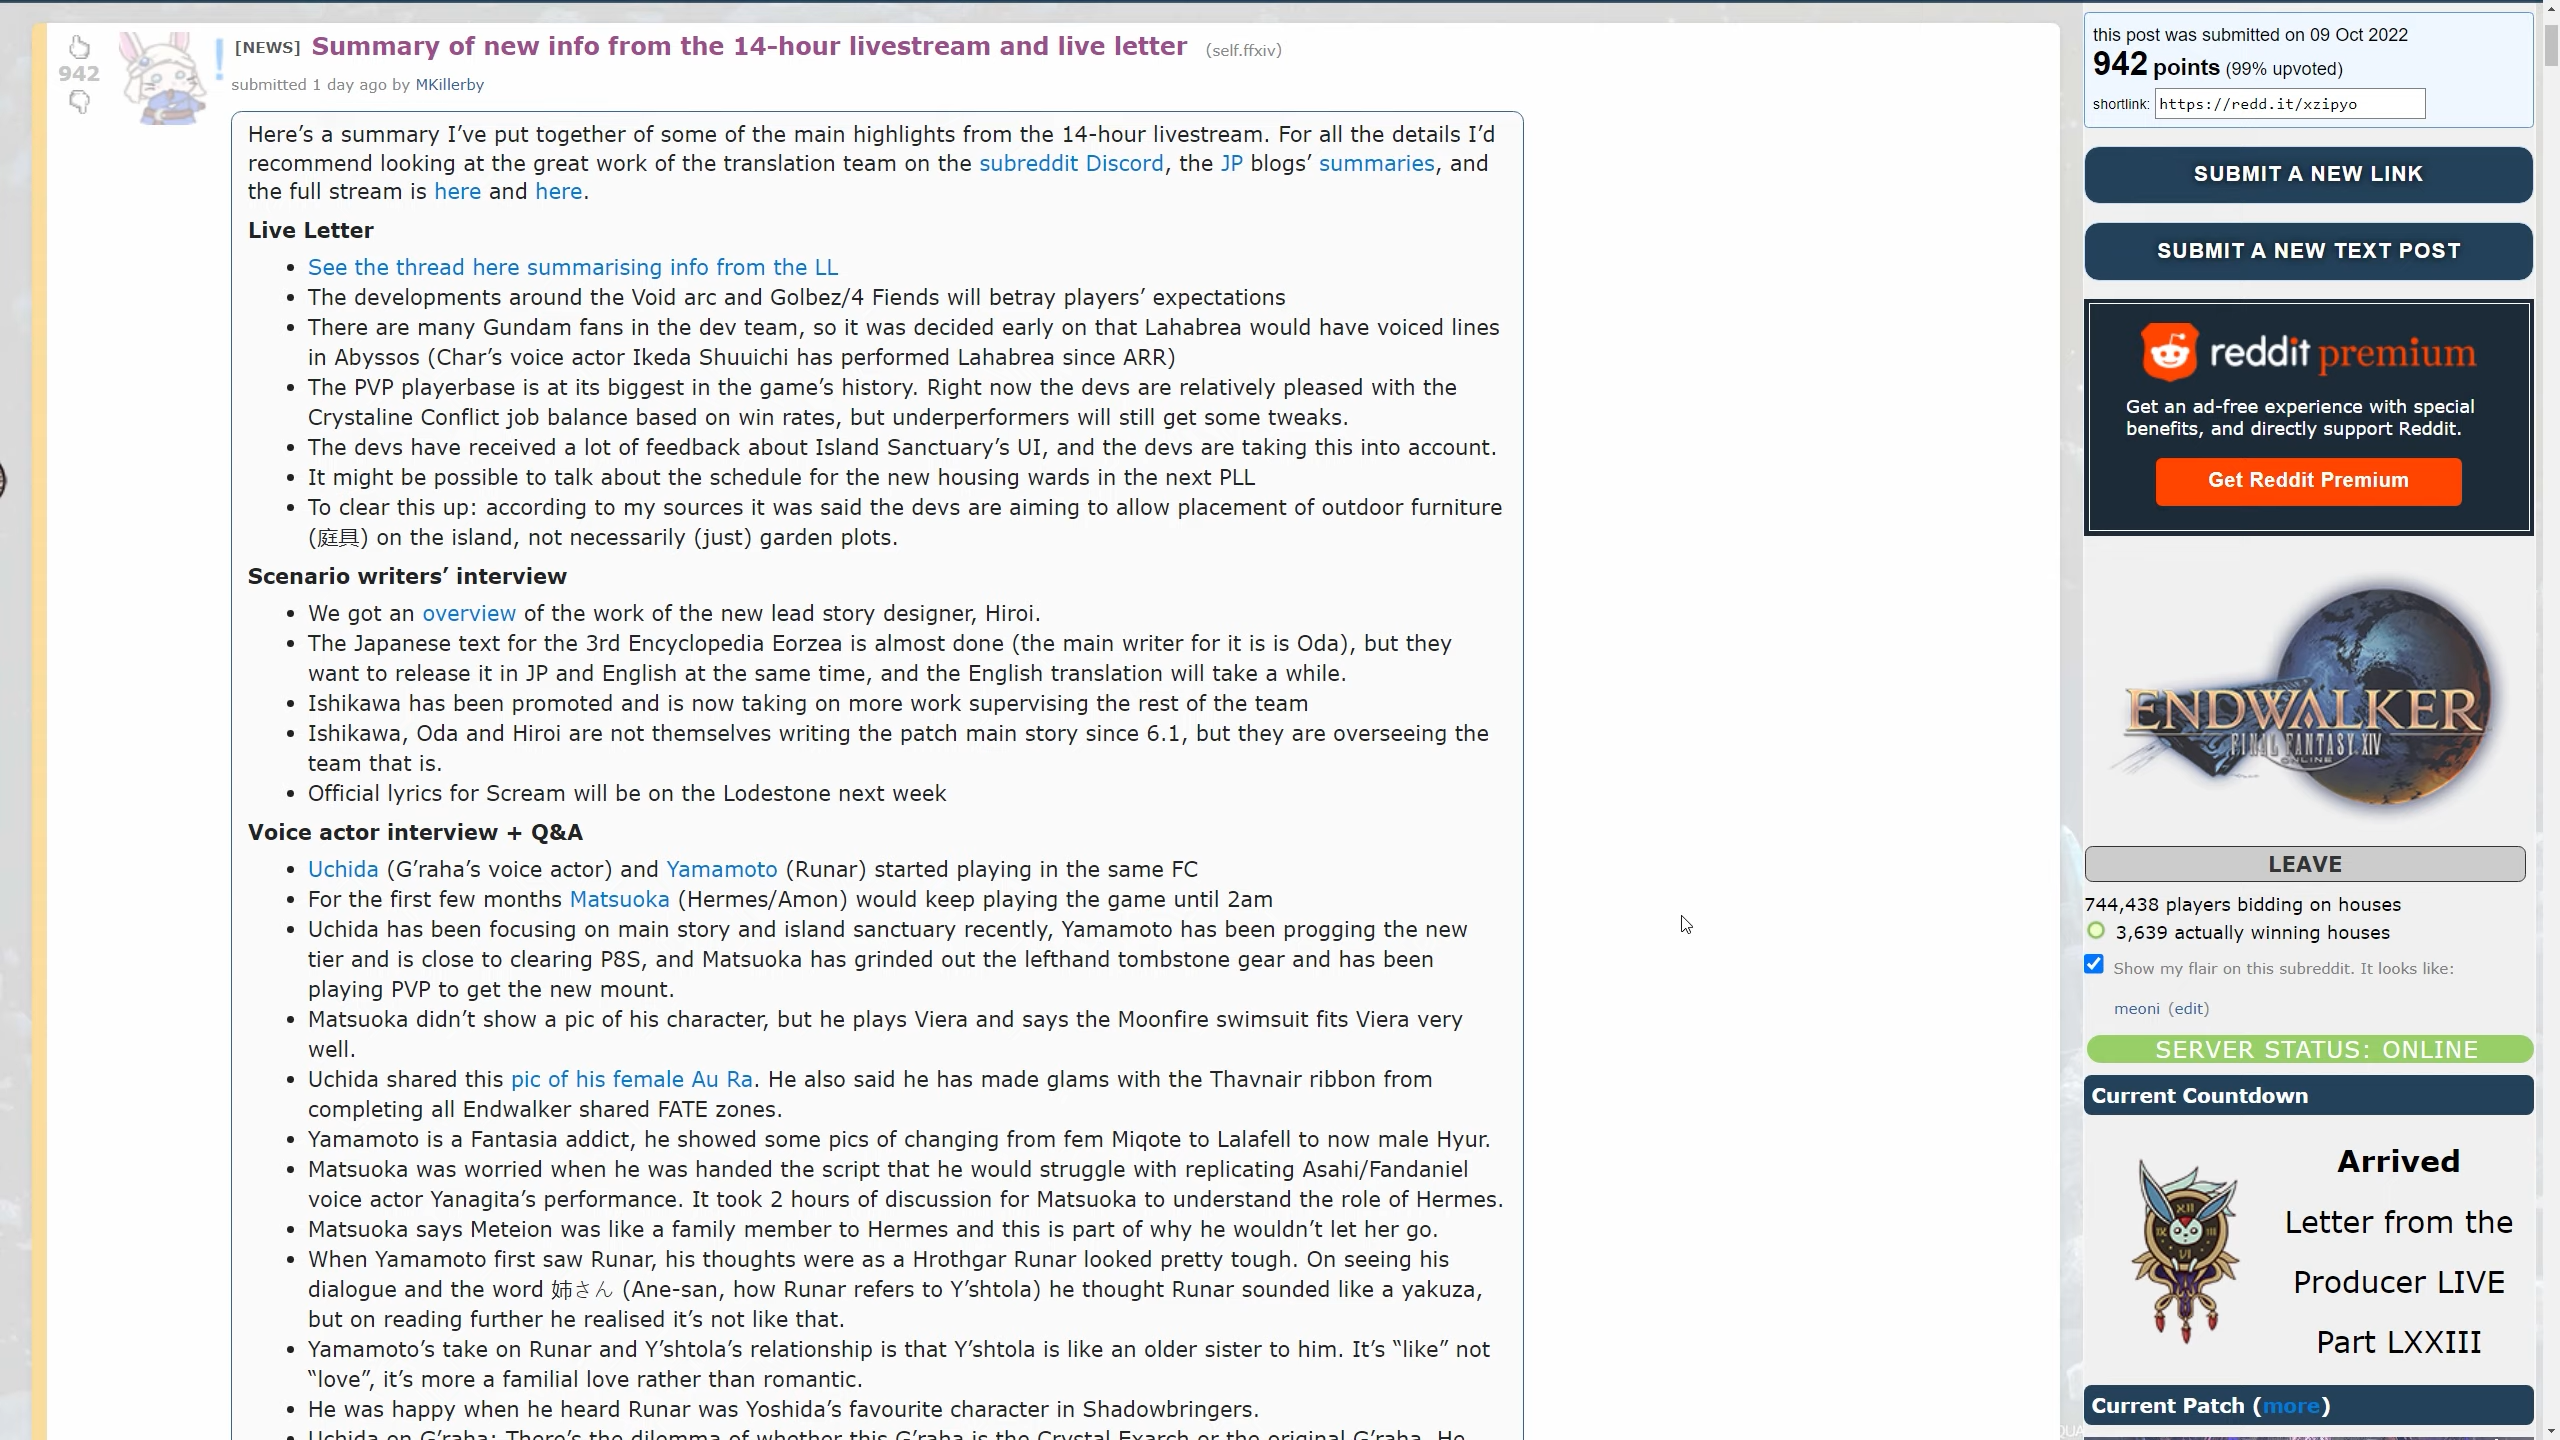 [NEWS] Summary of new info from the 14-hour livestream and live letter (self.ffxiv)
942
submitted 1 day ago by MKillerby
Here’s a summary I’ve put together of some of the main highlights from the 14-hour livestream. For all the details I’d
recommend looking at the great work of the translation team on the subreddit Discord, the JP blogs’ summaries, and
the full stream is here and here.
Live Letter
• See the thread here summarising info from the LL
• The developments around the Void arc and Golbez/4 Fiends will betray players’ expectations
• There are many Gundam fans in the dev team, so it was decided early on that Lahabrea would have voiced lines
in Abyssos (Char’s voice actor Ikeda Shuuichi has performed Lahabrea since ARR)
• The PVP playerbase is at its biggest in the game’s history. Right now the devs are relatively pleased with the
Crystaline Conflict job balance based on win rates, but underperformers will still get some tweaks.
• The devs have received a lot of feedback about Island Sanctuary’s UI, and the devs are taking this into account.
• It might be possible to talk about the schedule for the new housing wards in the next PLL
• To clear this up: according to my sources it was said the devs are aiming to allow placement of outdoor furniture
(庭具) on the island, not necessarily (just) garden plots.
Scenario writers’ interview
• We got an overview of the work of the new lead story designer, Hiroi.
• The Japanese text for the 3rd Encyclopedia Eorzea is almost done (the main writer for it is is Oda), but they
want to release it in JP and English at the same time, and the English translation will take a while.
• Ishikawa has been promoted and is now taking on more work supervising the rest of the team
• Ishikawa, Oda and Hiroi are not themselves writing the patch main story since 6.1, but they are overseeing the
team that is.
• Official lyrics for Scream will be on the Lodestone next week
Voice actor interview + Q&A
• Uchida (G’raha’s voice actor) and Yamamoto (Runar) started playing in the same FC
• For the first few months Matsuoka (Hermes/Amon) would keep playing the game until 2am
• Uchida has been focusing on main story and island sanctuary recently, Yamamoto has been progging the new
tier and is close to clearing P8S, and Matsuoka has grinded out the lefthand tombstone gear and has been
playing PVP to get the new mount.
• Matsuoka didn’t show a pic of his character, but he plays Viera and says the Moonfire swimsuit fits Viera very
well.
• Uchida shared this pic of his female Au Ra. He also said he has made glams with the Thavnair ribbon from
completing all Endwalker shared FATE zones.
• Yamamoto is a Fantasia addict, he showed some pics of changing from fem Miqote to Lalafell to now male Hyur.
• Matsuoka was worried when he was handed the script that he would struggle with replicating Asahi/Fandaniel
voice actor Yanagita’s performance. It took 2 hours of discussion for Matsuoka to understand the role of Hermes.
• Matsuoka says Meteion was like a family member to Hermes and this is part of why he wouldn’t let her go.
• When Yamamoto first saw Runar, his thoughts were as a Hrothgar Runar looked pretty tough. On seeing his
dialogue and the word 姉さん (Ane-san, how Runar refers to Y’shtola) he thought Runar sounded like a yakuza,
but on reading further he realised it’s not like that.
• Yamamoto’s take on Runar and Y’shtola’s relationship is that Y’shtola is like an older sister to him. It’s “like” not
“love”, it’s more a familial love rather than romantic.
• He was happy when he heard Runar was Yoshida’s favourite character in Shadowbringers.
• Uchida on G’raha: There’s the dilemma of whether this G’raha is the Crystal Exarch or the original G’raha. He
this post was submitted on 09 Oct 2022
942 points (99% upvoted)
shortlink: https://redd.it/xzipyo
SUBMIT A NEW LINK
SUBMIT A NEW TEXT POST
reddit premium
Get an ad-free experience with special
benefits, and directly support Reddit.
Get Reddit Premium
ENDWALKER
FINAL FANTASY XIV
ONLINE
LEAVE
744,438 players bidding on houses
3,639 actually winning houses
Show my flair on this subreddit. It looks like:
meoni (edit)
SERVER STATUS: ONLINE
Current Countdown
Arrived
Letter from the
Producer LIVE
Part LXXIII
Current Patch (more)